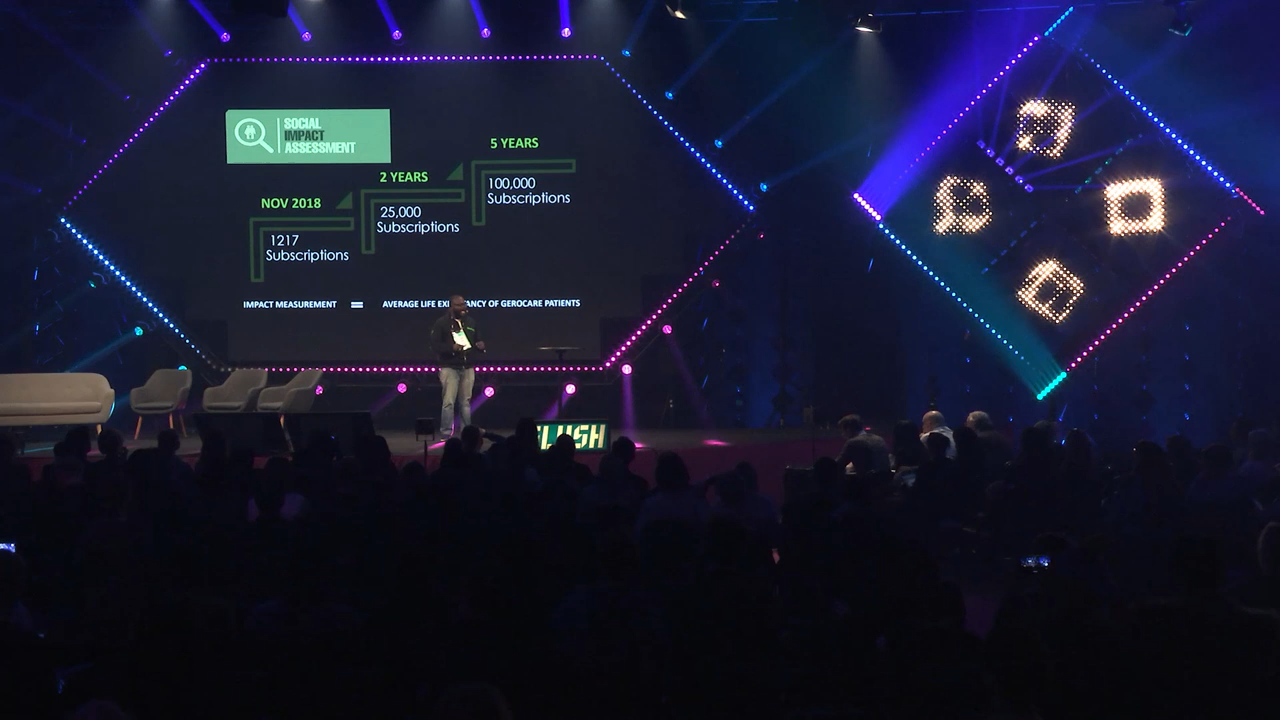 SOCIAL
IMPACT
ASSESSMENT
5 YEARS
100,000
Subscriptions
2 YEARS
25,000
Subscriptions
NOV 2018
1217
Subscriptions
IMPACT MEASUREMENT = AVERAGE LIFE OF GEROCARE PATIENTS